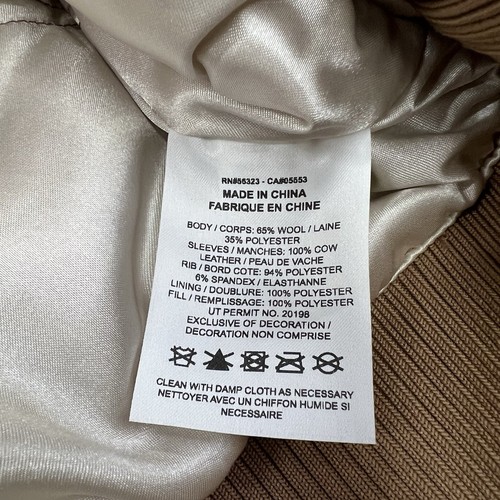 RN#56323 - CA#05553
MADE IN CHINA
FABRIQUE EN CHINE
BODY / CORPS: 65% WOOL / LAINE
35% POLYESTER
SLEEVES / MANCHES: 100% COW
LEATHER / PEAU DE VACHE
RIB / BORD COTE: 94% POLYESTER
6% SPANDEX / ELASTHANNE
LINING / DOUBLURE: 100% POLYESTER
FILL / REMPLISSAGE: 100% POLYESTER
UT PERMIT NO. 20198
EXCLUSIVE OF DECORATION /
DECORATION NON COMPRISE
CLEAN WITH DAMP CLOTH AS NECESSARY
NETTOYER AVEC UN CHIFFON HUMIDE SI
NECESSAIRE